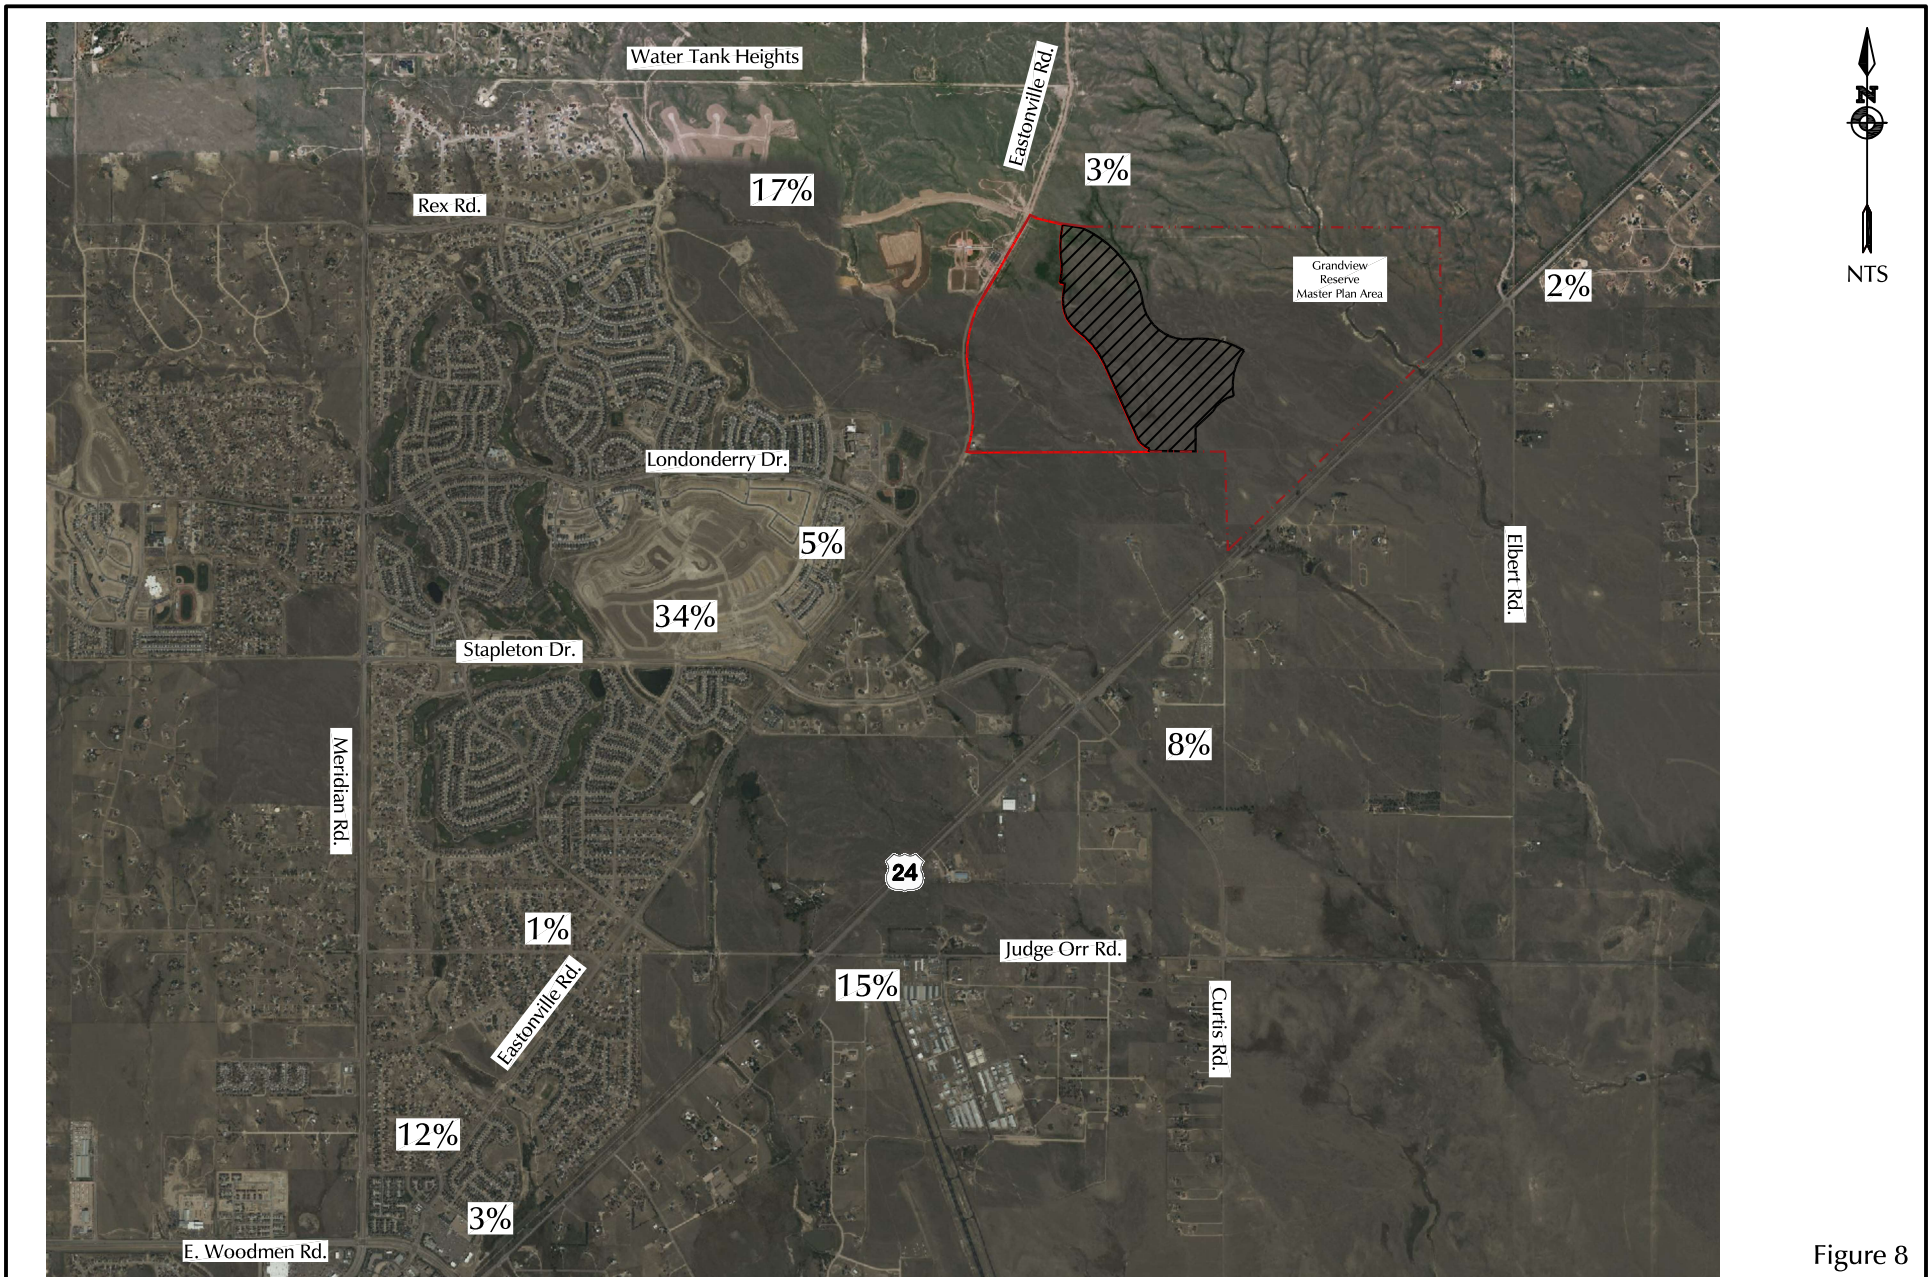 Water Tank Heights
Eastonville Rd.
N
NTS
3%
17%
Rex Rd.
Grandview
Reserve
Master Plan Area
2%
Londonderry Dr.
5%
Elbert Rd.
34%
Stapleton Dr.
Meridian Rd.
8%
24
1%
Judge Orr Rd.
15%
Eastonville Rd.
Curtis Rd.
12%
3%
E. Woodmen Rd.
Figure 8